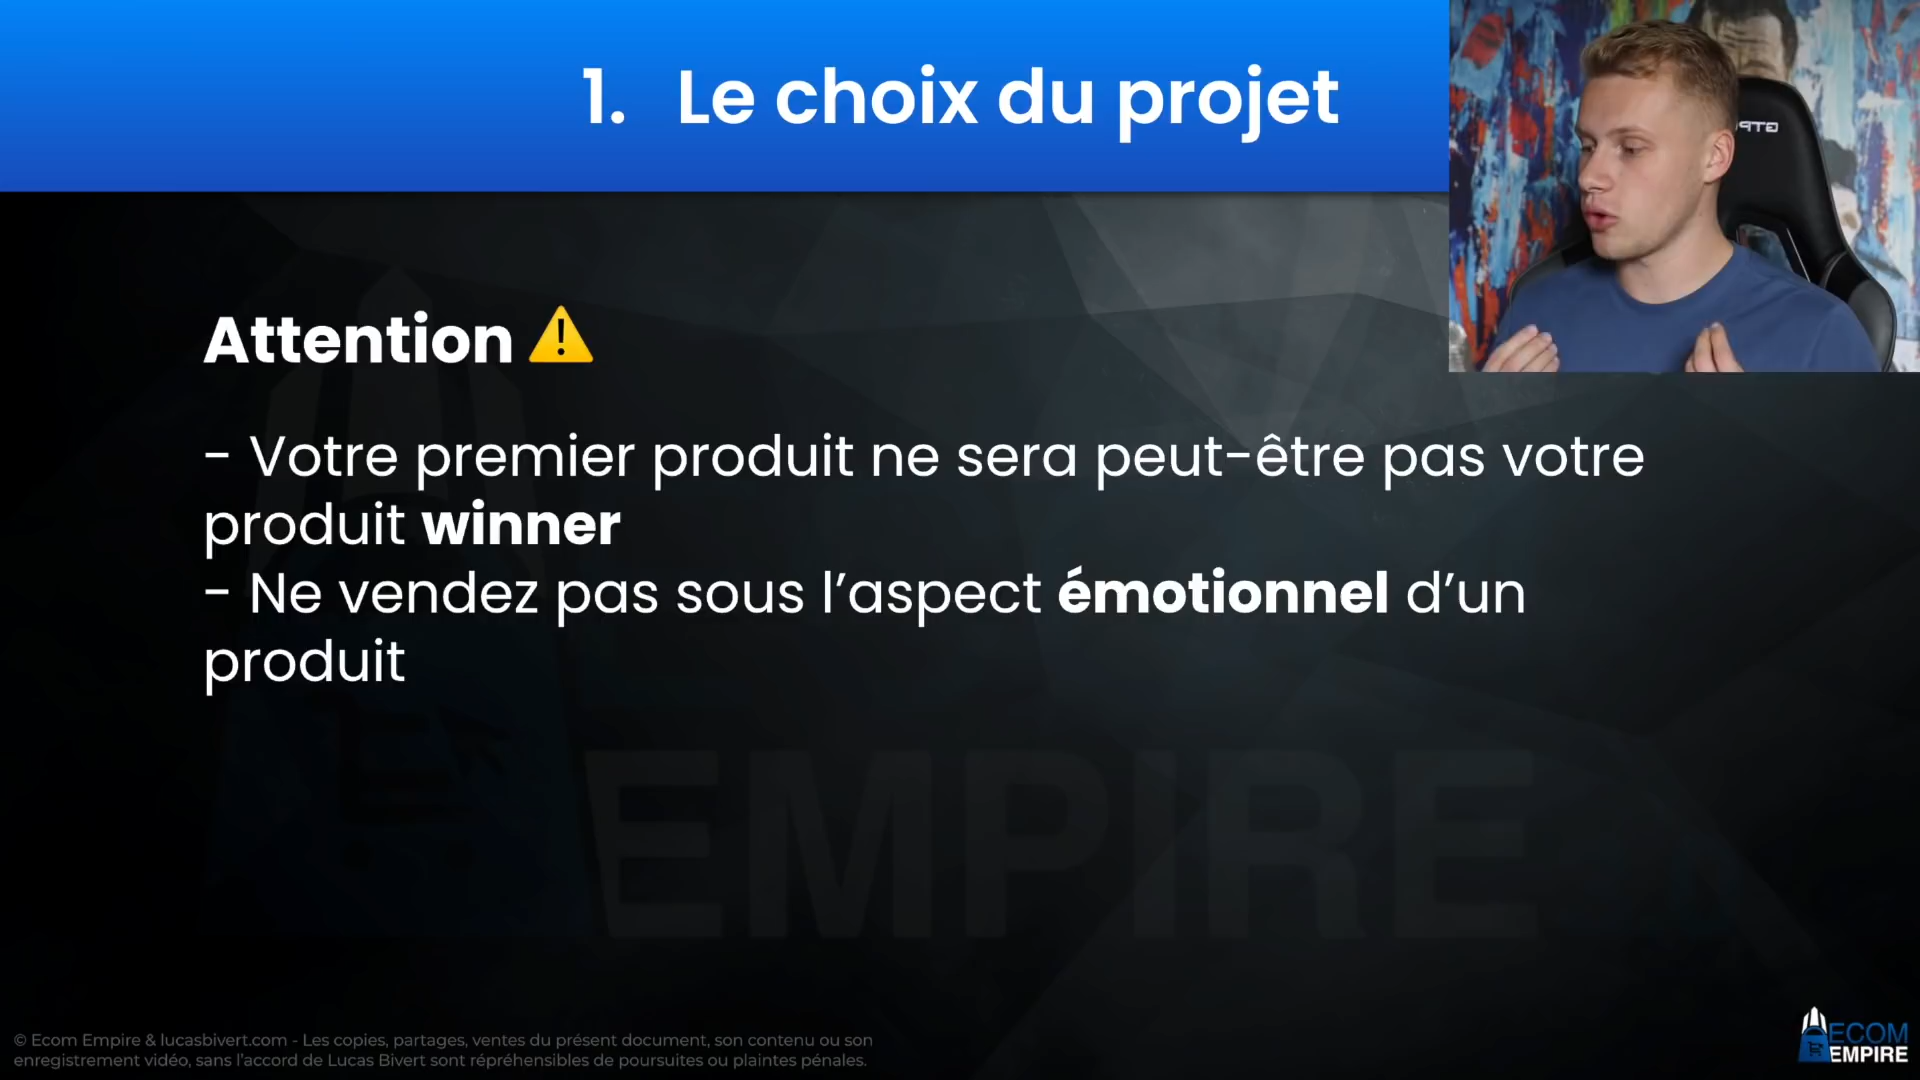 1. Le choix du projet
GTPL
Attention ⚠️
- Votre premier produit ne sera peut-être pas votre
produit winner
- Ne vendez pas sous l’aspect émotionnel d’un
produit
EMPIRE
© Ecom Empire & lucasbivert.com - Les copies, partages, ventes du présent document, son contenu ou son
enregistrement vidéo, sans l’accord de Lucas Bivert sont répréhensibles de poursuites ou plaintes pénales.
ECOM
EMPIRE